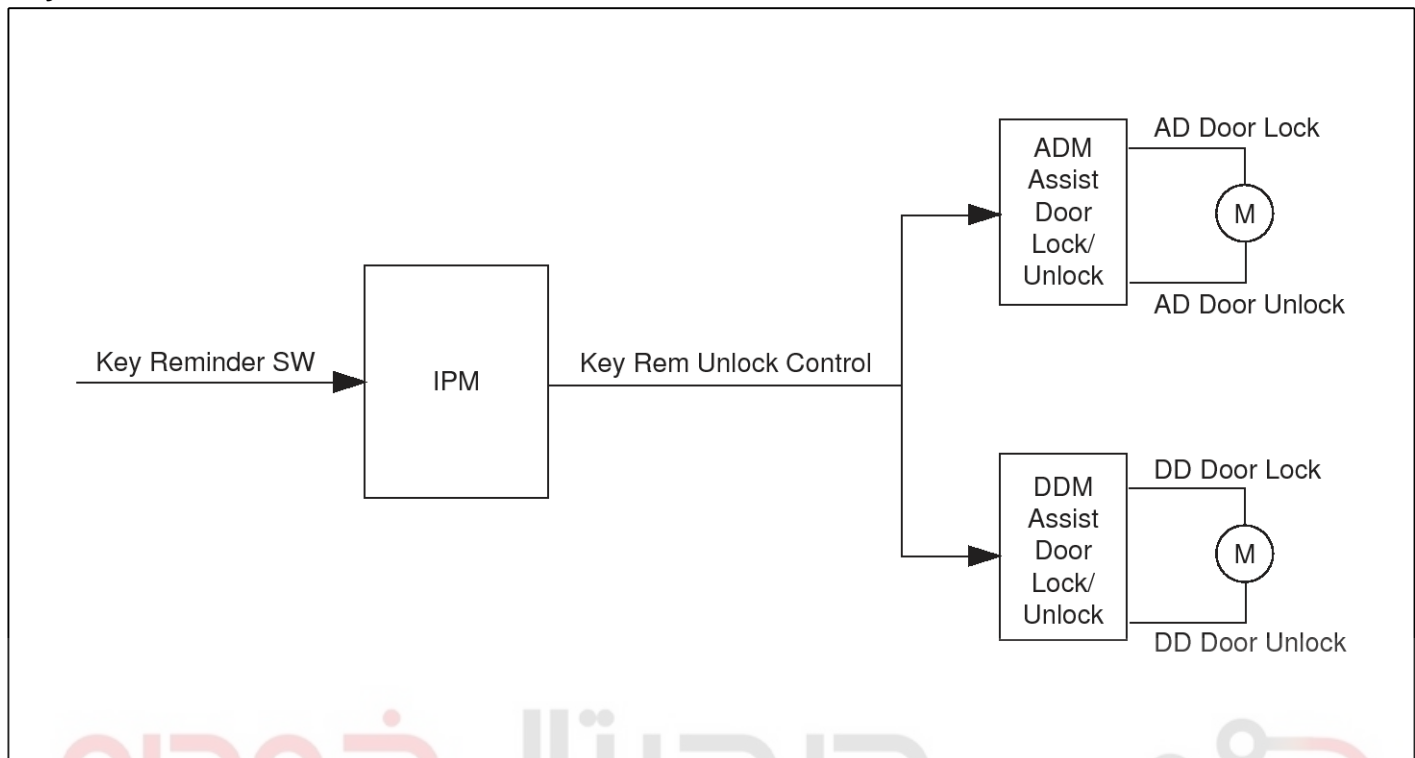 Key Reminder SW
IPM
Key Rem Unlock Control
ADM
Assist
Door
Lock/
Unlock
AD Door Lock
M
AD Door Unlock
DDM
Assist
Door
Lock/
Unlock
DD Door Lock
M
DD Door Unlock